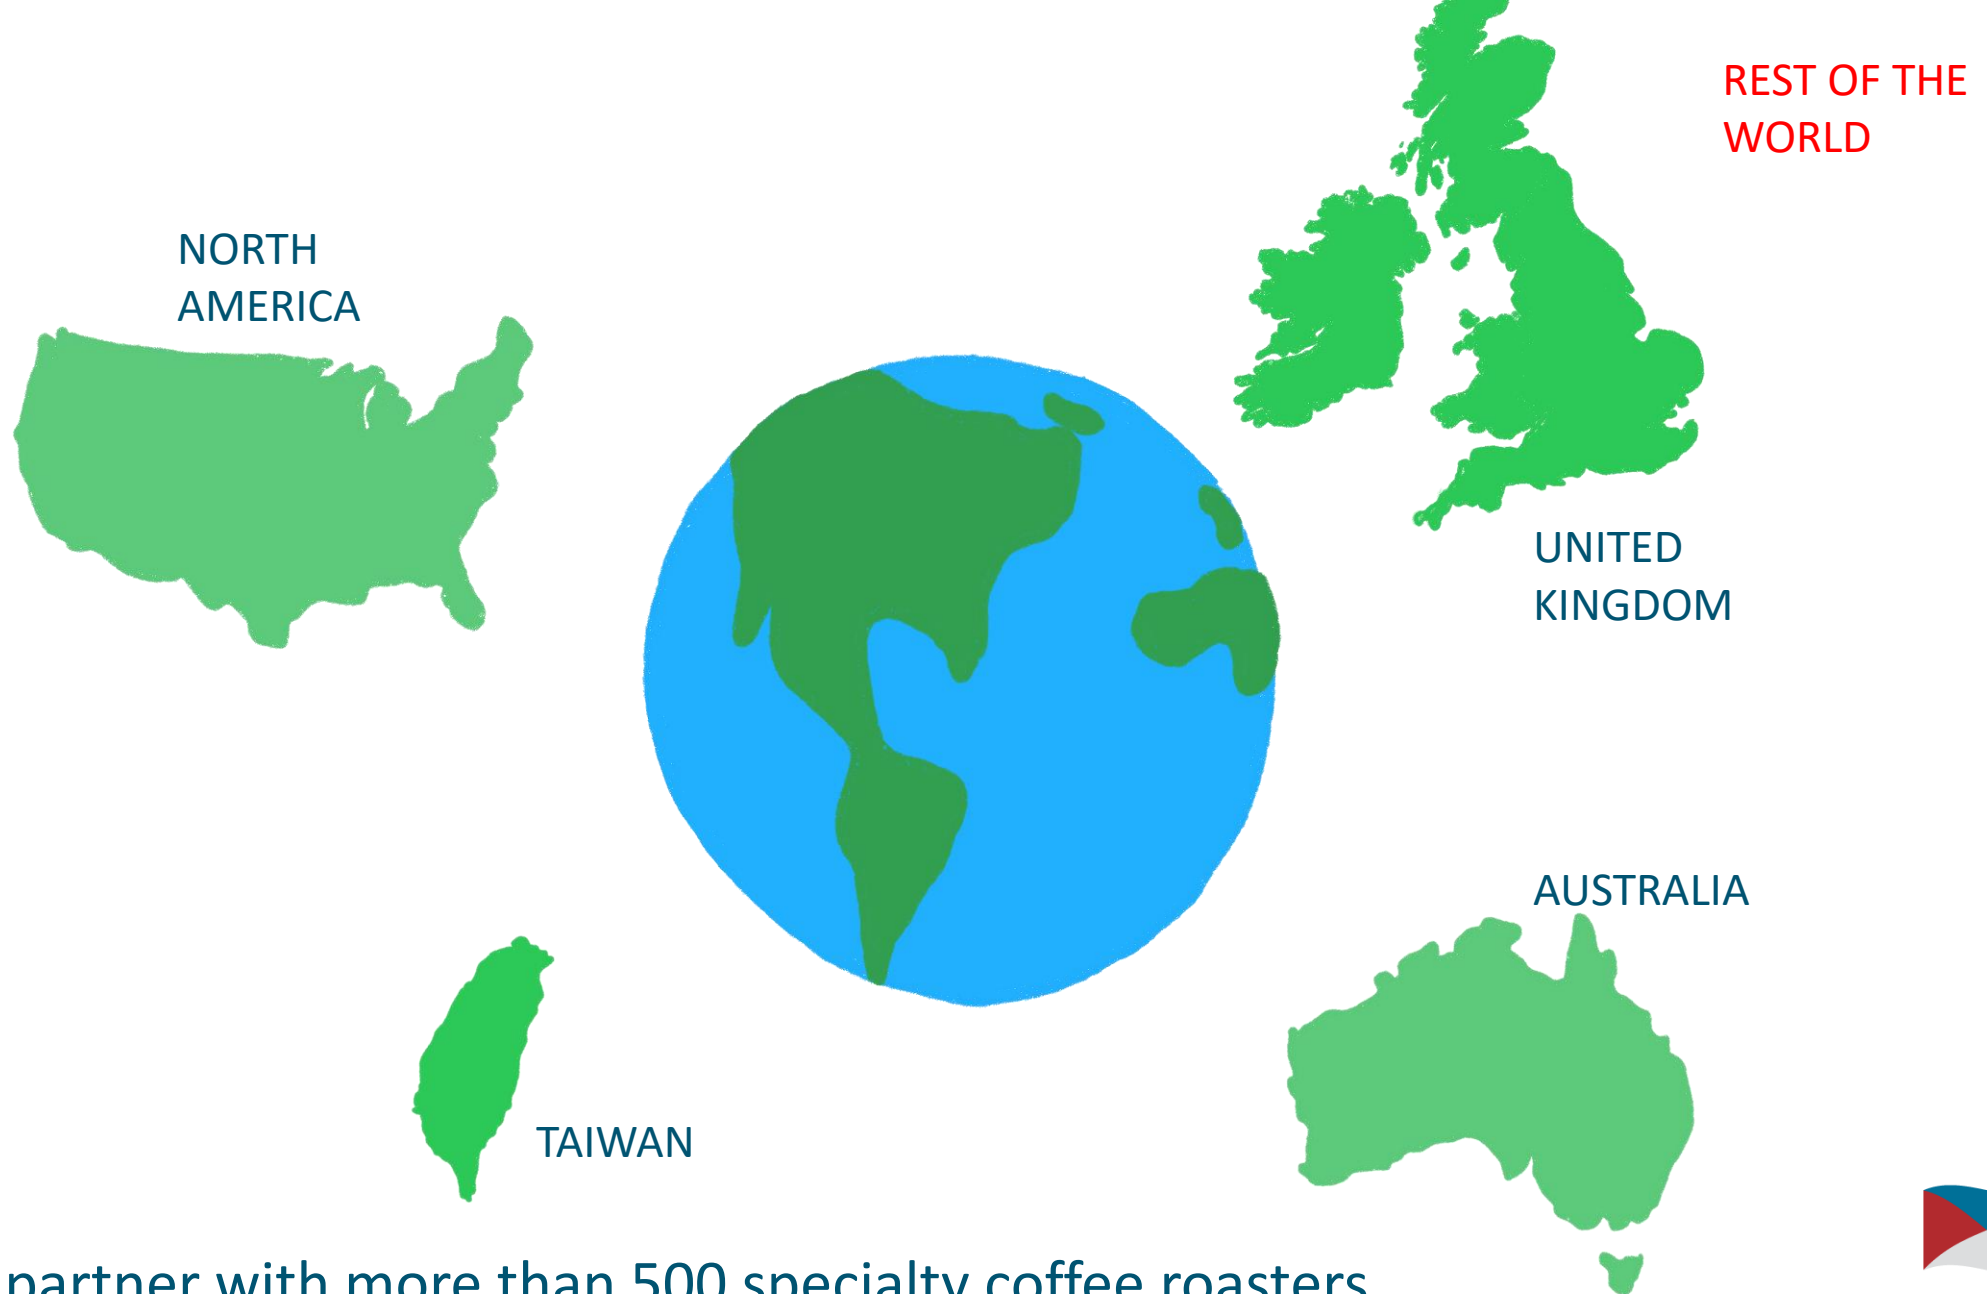 REST OF THE
WORLD
NORTH
AMERICA
UNITED
KINGDOM
AUSTRALIA
TAIWAN
partner with more than 500 specialty coffee roasters